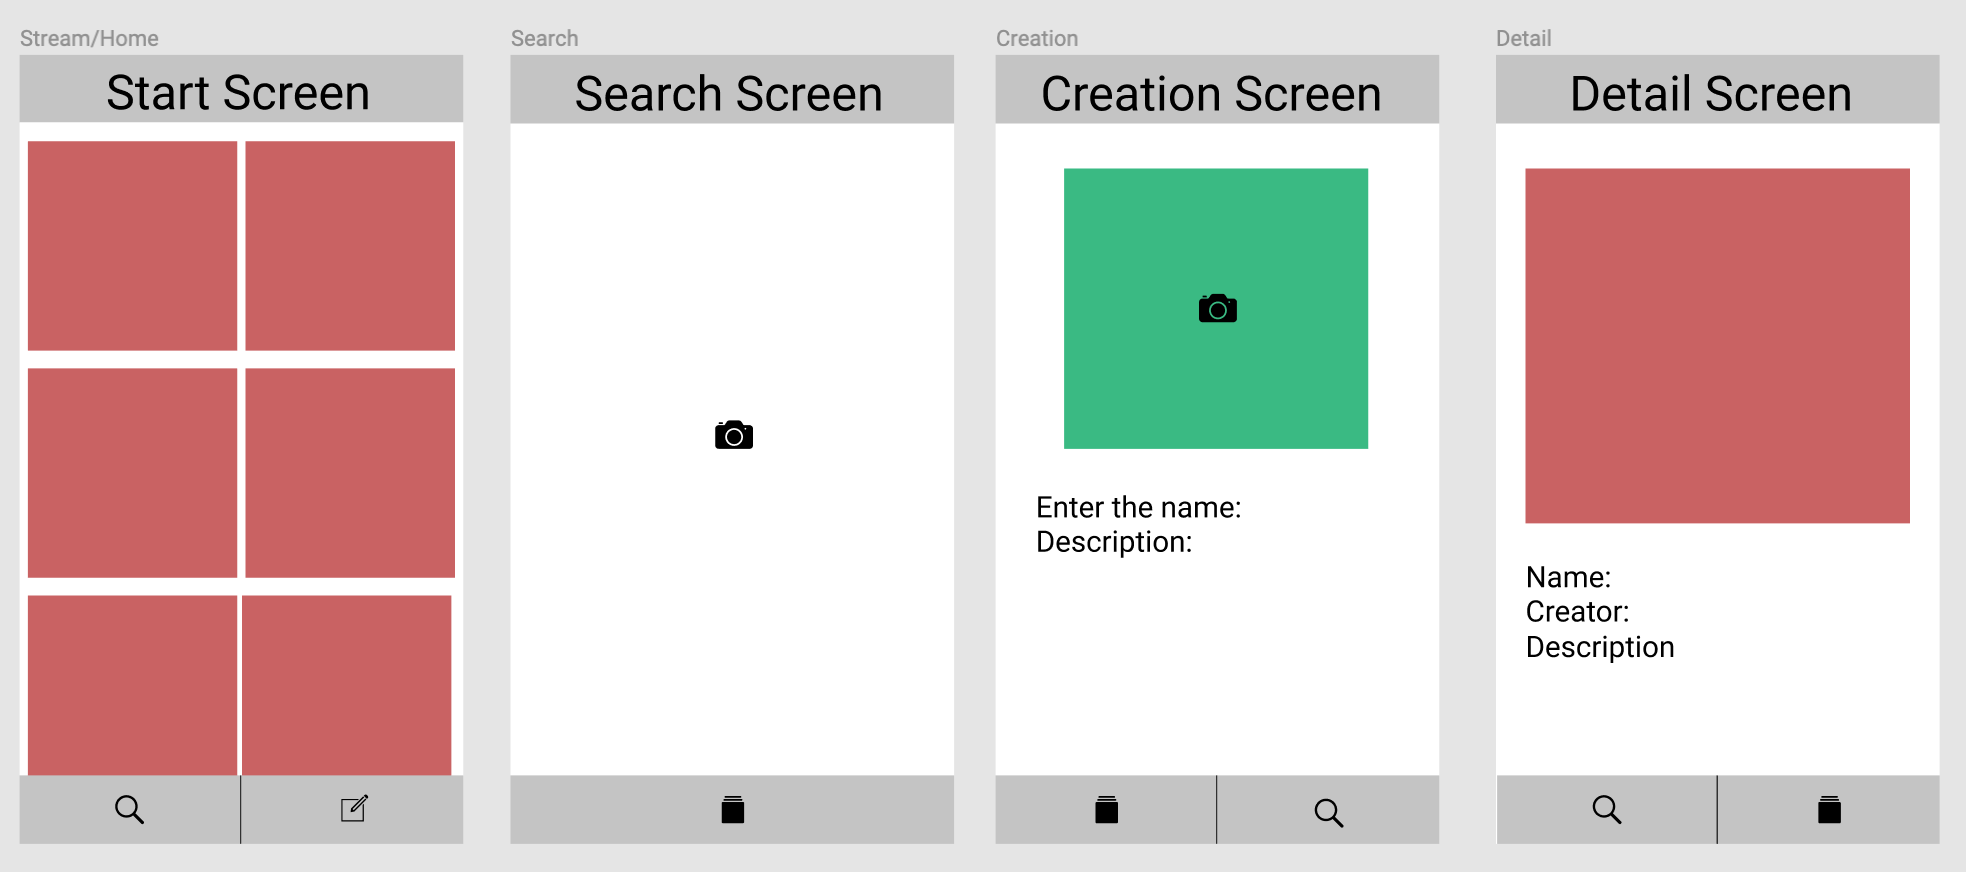 Stream/Home
Start Screen
Search
Search Screen
Creation
Creation Screen
Enter the name:
Description:
Detail
Detail Screen
Name:
Creator:
Description